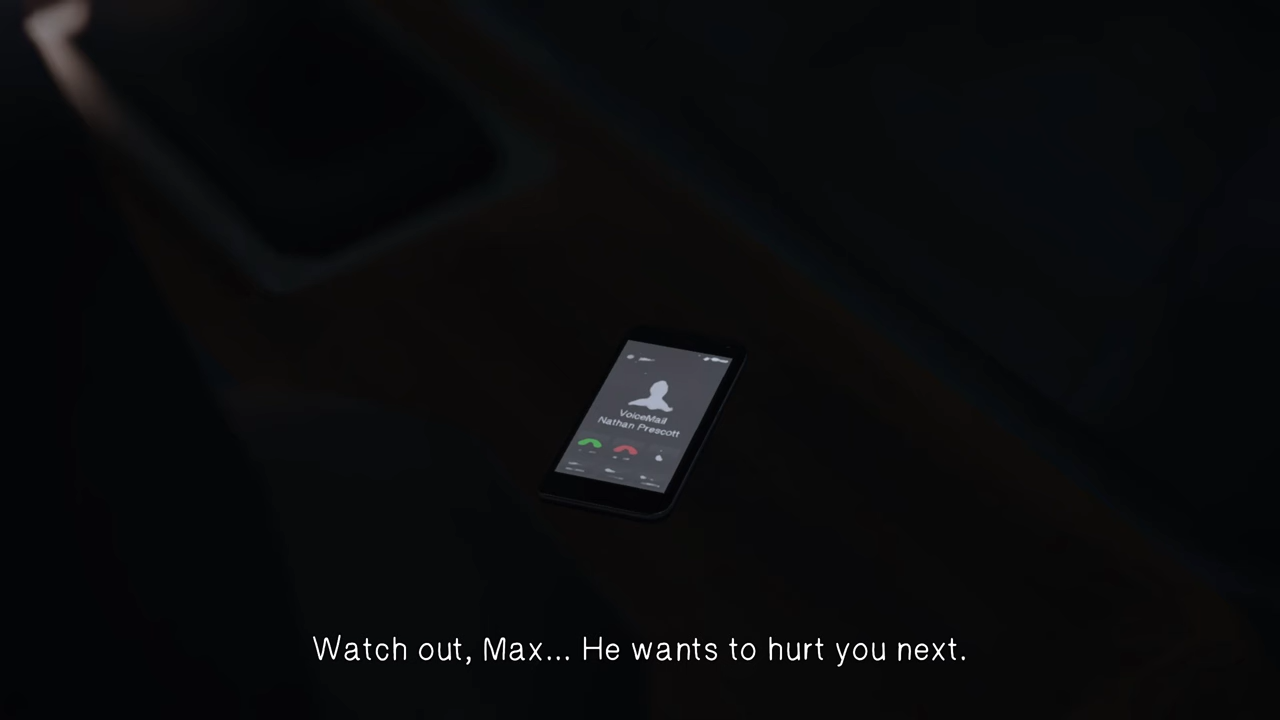 VoiceMail
Nathan Prescott
Watch out, Max... He wants to hurt you next.